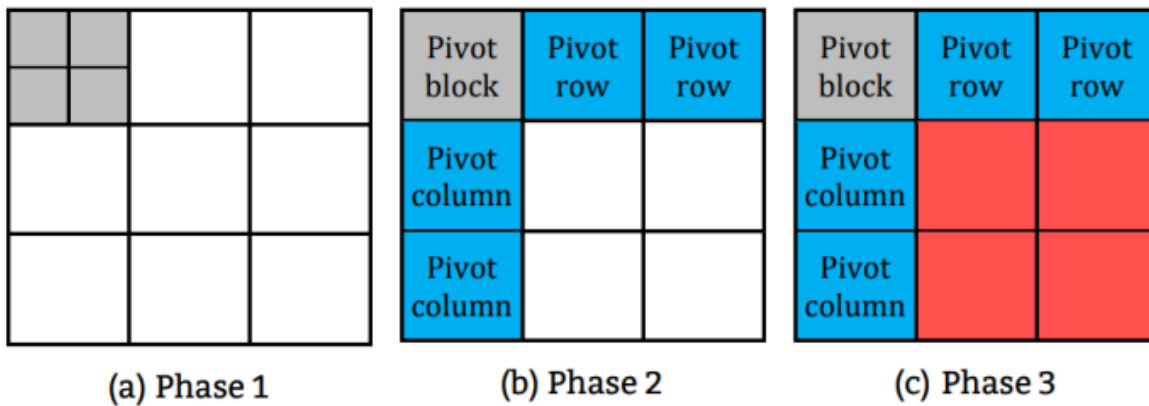 Pivot
block
Pivot
row
Pivot
row
Pivot
column
Pivot
column
Pivot
block
Pivot
row
Pivot
row
Pivot
column
Pivot
column
(a) Phase 1
(b) Phase 2
(c) Phase 3